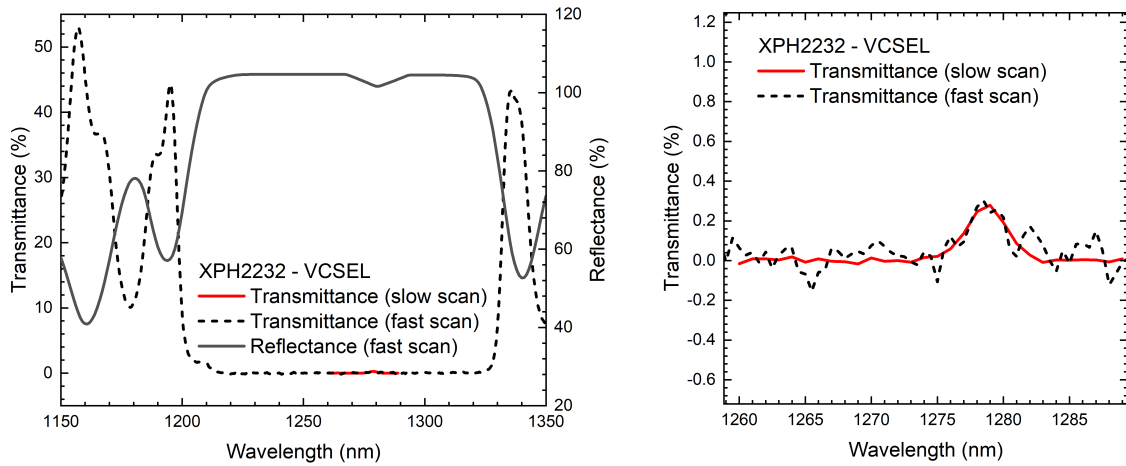 120
50
100
40
80
30
60
20
10
40
0
20
1150
1200
1250
1300
1350
Transmittance (%)
Reflectance (%)
Wavelength (nm)
XPH2232 - VCSEL
Transmittance (slow scan)
Transmittance (fast scan)
Reflectance (fast scan)
1.2
1.0
0.8
0.6
0.4
0.2
0.0
-0.2
-0.4
-0.6
1260
1265
1270
1275
1280
1285
Transmittance (%)
Wavelength (nm)
XPH2232 - VCSEL
Transmittance (slow scan)
Transmittance (fast scan)